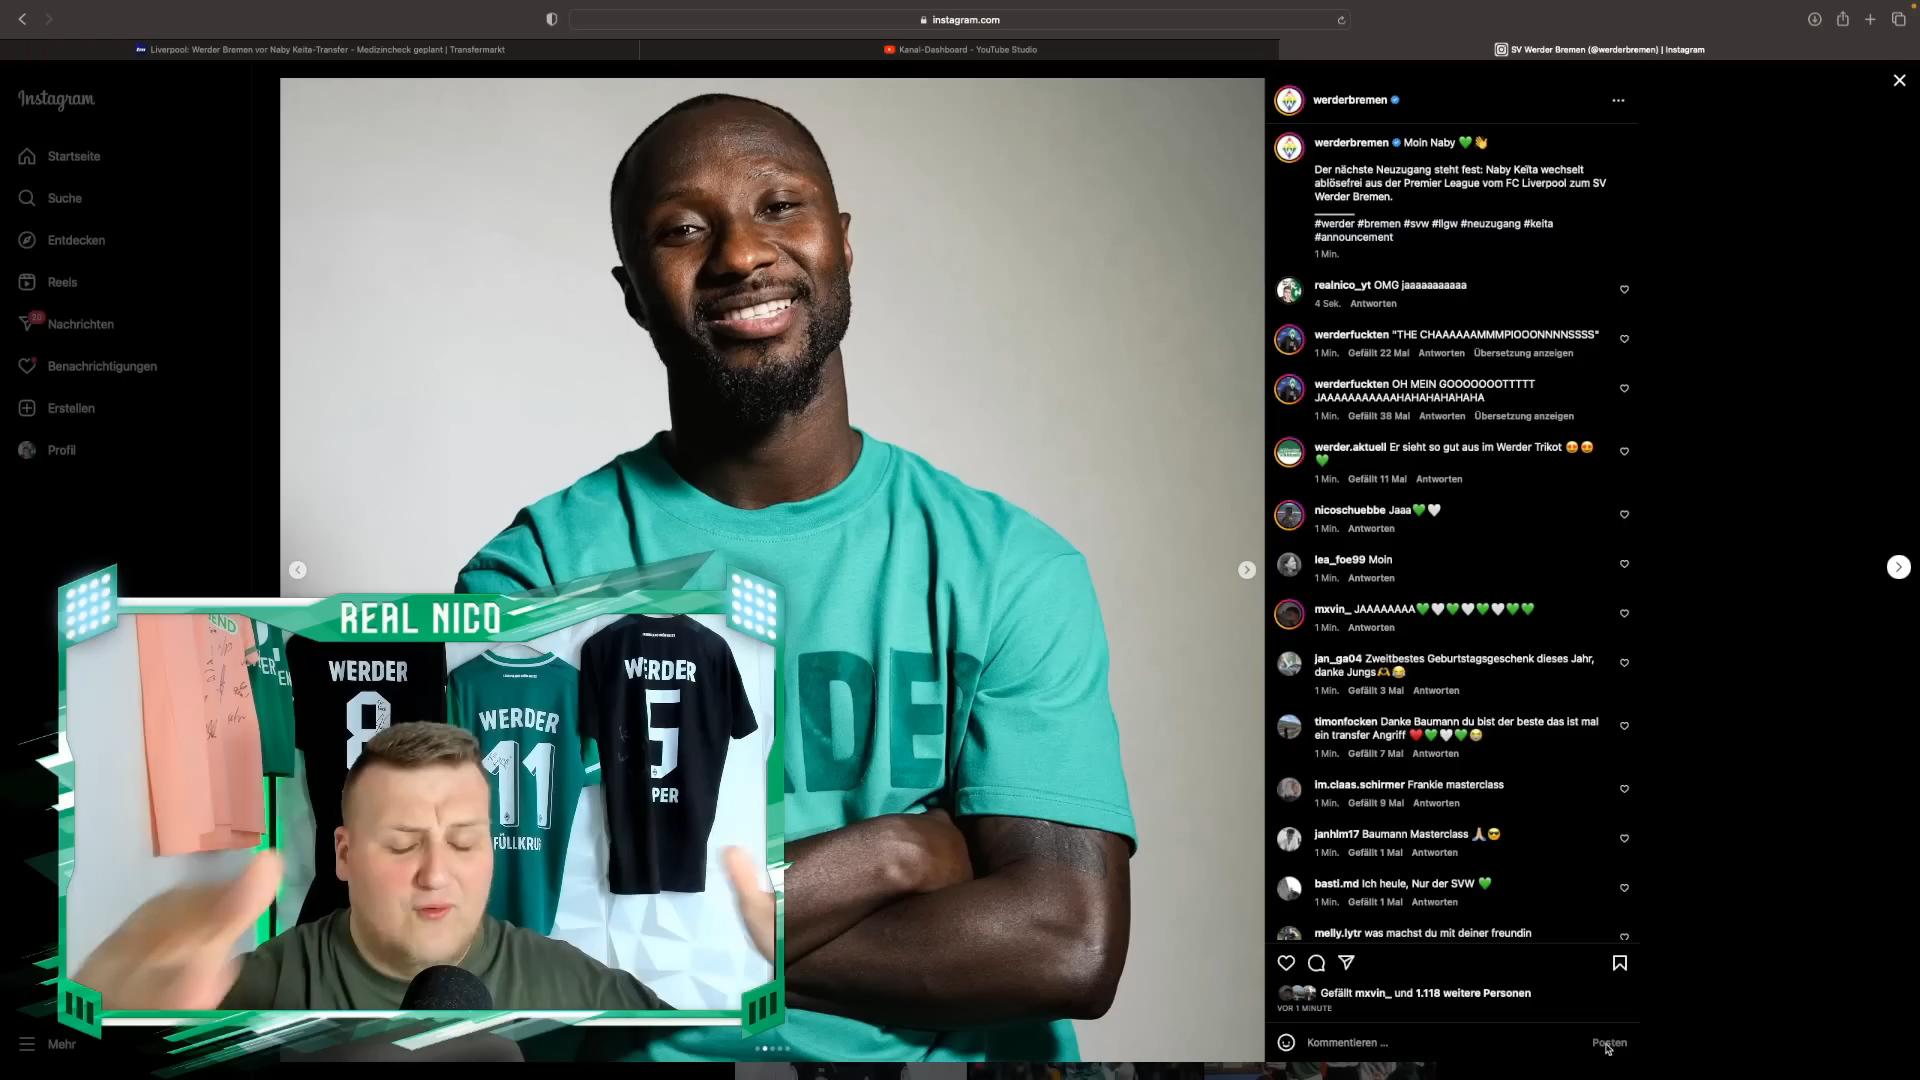 instagram.com
Liverpool: Werder Bremen vor Naby Keita-Transfer - Medizincheck geplant | Transfermarkt
Kanal-Dashboard - YouTube Studio
SV Werder Bremen (@werderbremen) | Instagram
Instagram
Startseite
Suche
Entdecken
Reels
20
Nachrichten
Benachrichtigungen
Erstellen
Profil
Mehr
REAL NICO
WERDER
8
WERDER
11
FÜLLKRUG
WERDER
5
PER
werderbremen
werderbremen Moin Naby 💚👋
Der nächste Neuzugang steht fest: Naby Keïta wechselt
ablösefrei aus der Premier League vom FC Liverpool zum SV
Werder Bremen.
#werder #bremen #svw #llgw #neuzugang #keita
#announcement
1 Min.
realnico_yt OMG jaaaaaaaaaa
4 Sek. Antworten
werderfuckten "THE CHAAAAAAMMMPIOOONNNNSSSS"
1 Min. Gefällt 22 Mal Antworten Übersetzung anzeigen
werderfuckten OH MEIN GOOOOOOOTTTTT
JAAAAAAAAAAAHAHAHAHAHAHA
1 Min. Gefällt 38 Mal Antworten Übersetzung anzeigen
werder.aktuell Er sieht so gut aus im Werder Trikot 😍😍
💚
1 Min. Gefällt 11 Mal Antworten
nicoschuebbe Jaaa💚🤍
1 Min. Antworten
lea_foe99 Moin
1 Min. Antworten
mxvin_ JAAAAAAAA💚🤍💚🤍💚🤍💚💚
1 Min. Antworten
jan_ga04 Zweitbestes Geburtstagsgeschenk dieses Jahr,
danke Jungs🫶😂
1 Min. Gefällt 3 Mal Antworten
timonfocken Danke Baumann du bist der beste das ist mal
ein transfer Angriff ❤️💚🤍💚😂
1 Min. Gefällt 7 Mal Antworten
im.claas.schirmer Frankie masterclass
1 Min. Gefällt 9 Mal Antworten
janhlm17 Baumann Masterclass 🙏😎
1 Min. Gefällt 1 Mal Antworten
basti.md Ich heule, Nur der SVW 💚
1 Min. Gefällt 1 Mal Antworten
melly.lytr was machst du mit deiner freundin
Gefällt mxvin_ und 1.118 weitere Personen
VOR 1 MINUTE
Kommentieren ...
Posten